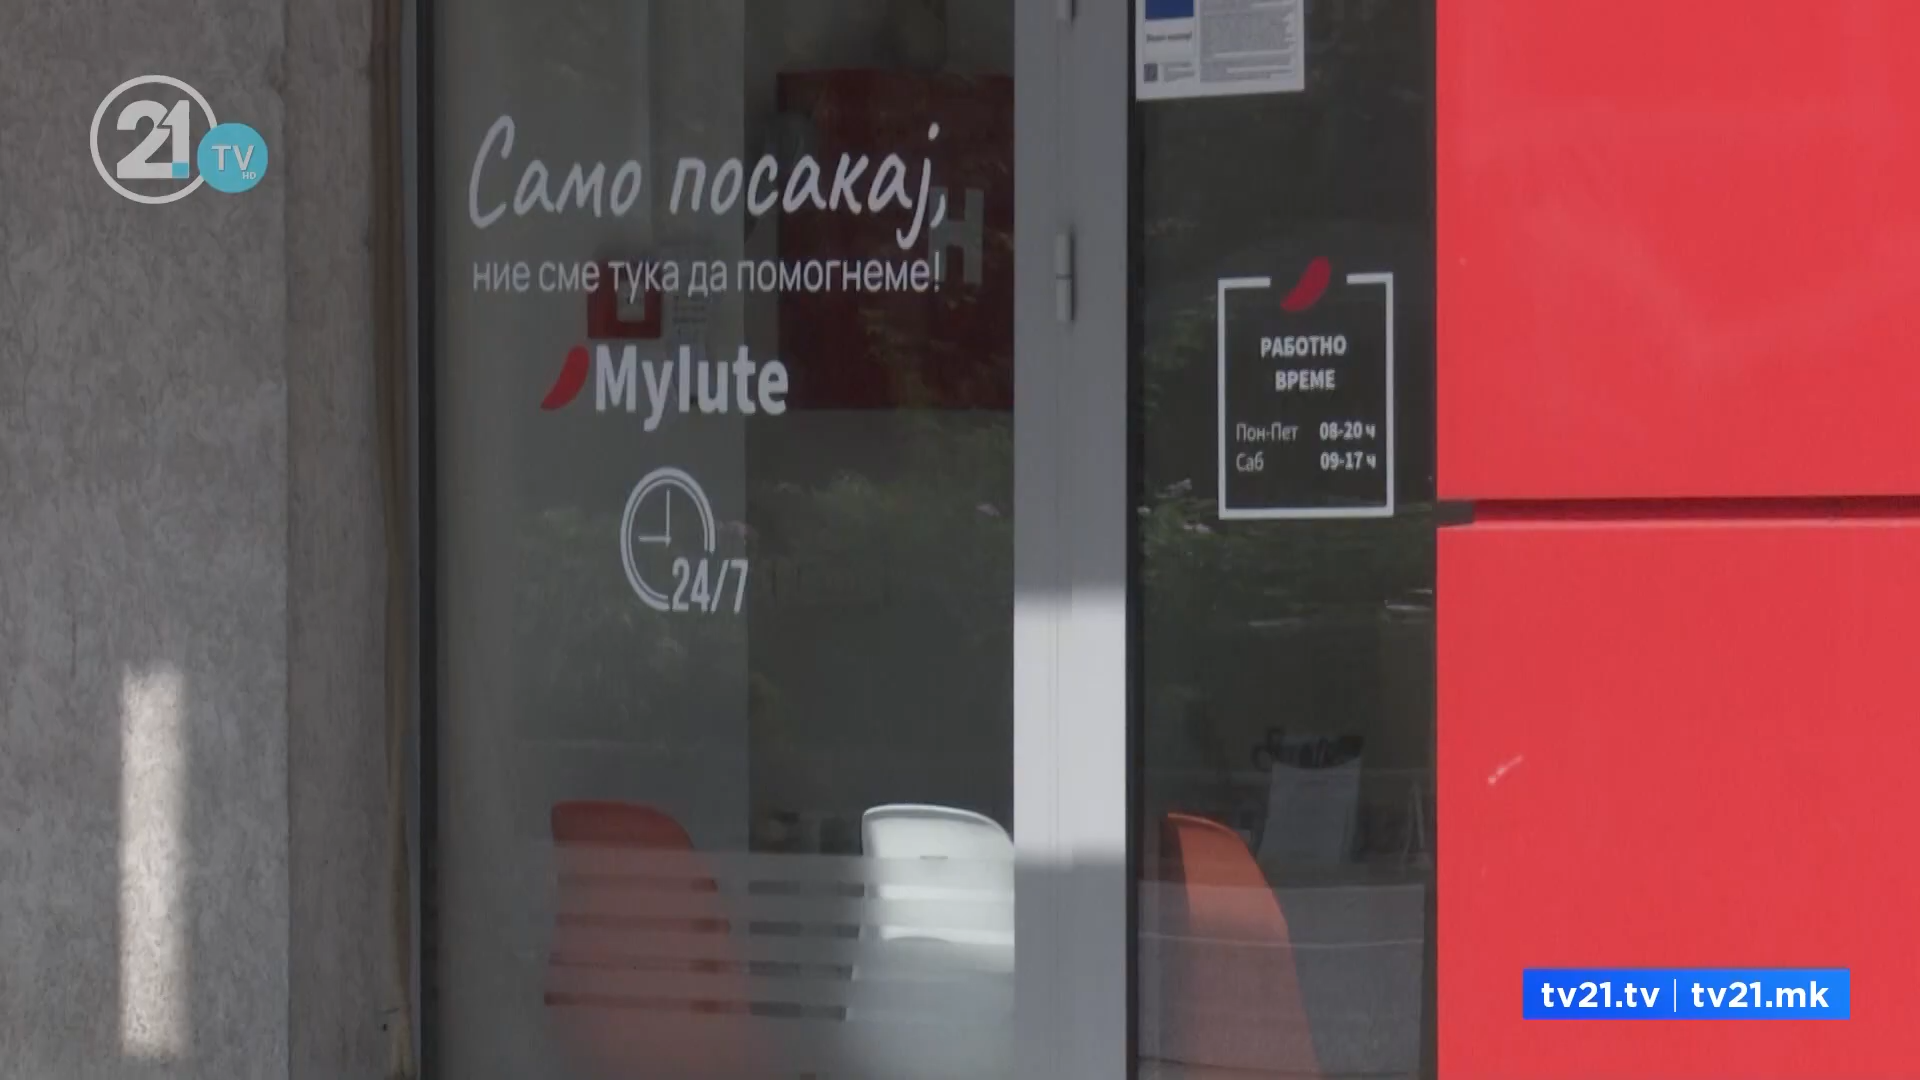 21
TV
HD
Само посакај,
ние сме тука да помогнеме!
Mylute
24/7
Н
РАБОТНО
ВРЕМЕ
Пон-Пет 08-20 ч
Саб 09-17 ч
tv21.tv | tv21.mk